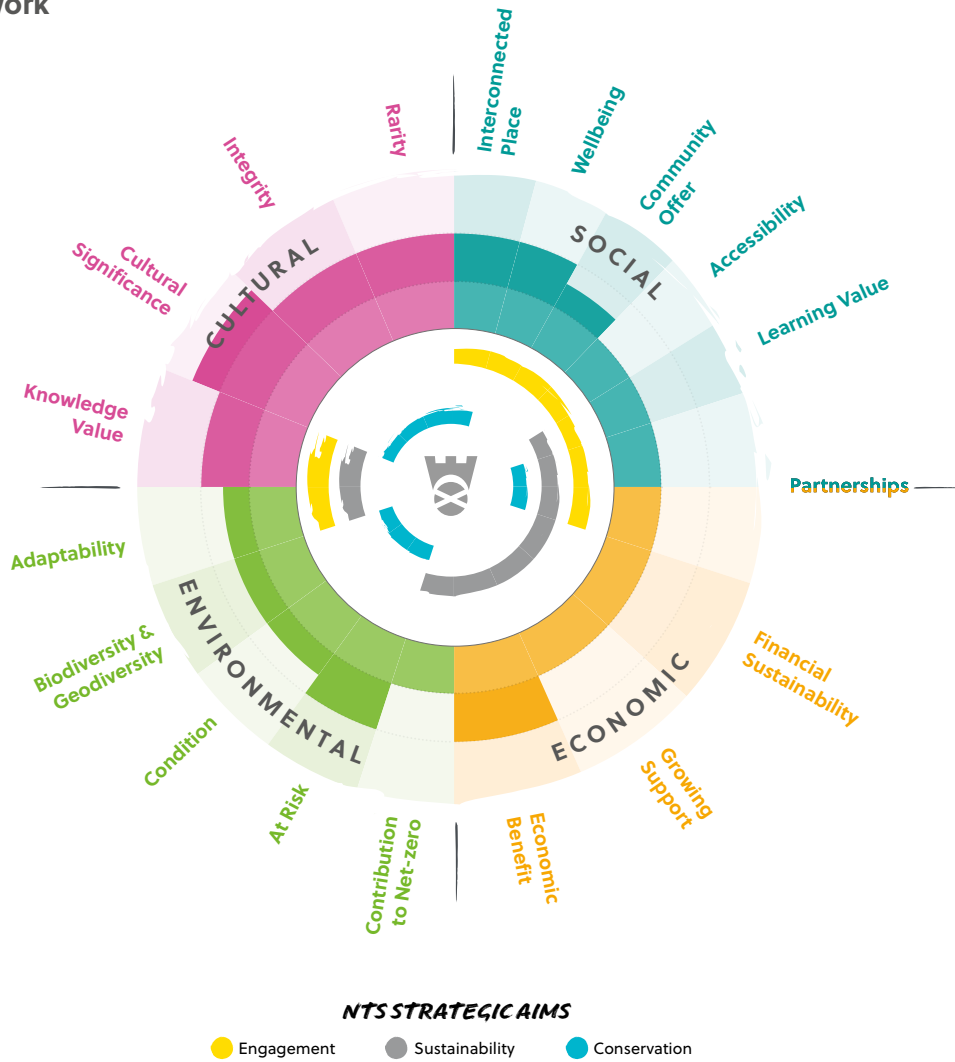 Interconnected
Place
Wellbeing
Community
Offer
Accessibility
Learning Value
Partnerships
Financial
Sustainability
Growing
Support
Economic
Benefit
Contribution
to Net-zero
At Risk
Condition
Biodiversity &
Geodiversity
Adaptability
Knowledge
Value
Cultural
Significance
Integrity
Rarity
CULTURAL
SOCIAL
ENVIRONMENTAL
ECONOMIC
NTS STRATEGIC AIMS
Engagement
Sustainability
Conservation